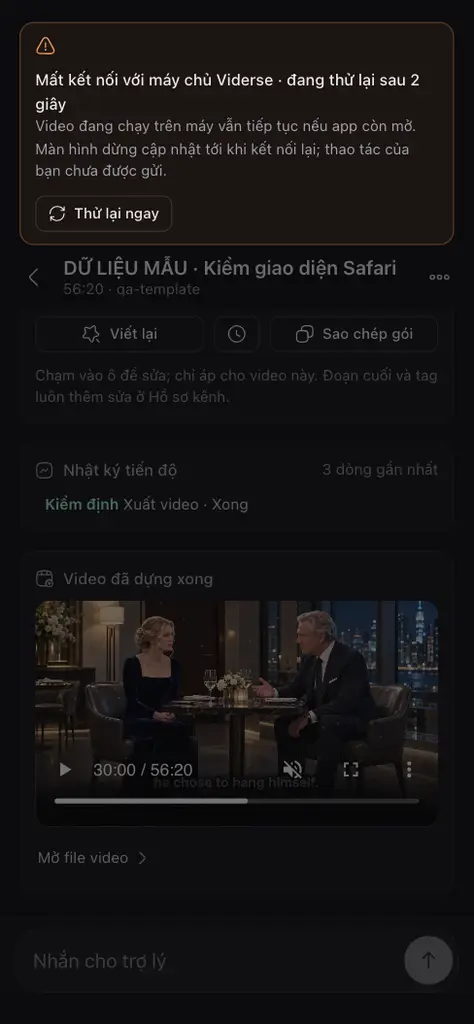 Mất kết nối với máy chủ Viderse · đang thử lại sau 2
giây
Video đang chạy trên máy vẫn tiếp tục nếu app còn mở.
Màn hình dừng cập nhật tới khi kết nối lại; thao tác của
bạn chưa được gửi.
Thử lại ngay
DỮ LIỆU MẪU · Kiểm giao diện Safari
56:20 · qa-template
Viết lại
Sao chép gói
Chạm vào ô để sửa; chỉ áp cho video này. Đoạn cuối và tag
luôn thêm sửa ở Hồ sơ kênh.
Nhật ký tiến độ
3 dòng gần nhất
Kiểm định Xuất video · Xong
Video đã dựng xong
30:00 / 56:20
he chose to hang himself.
Mở file video
Nhắn cho trợ lý